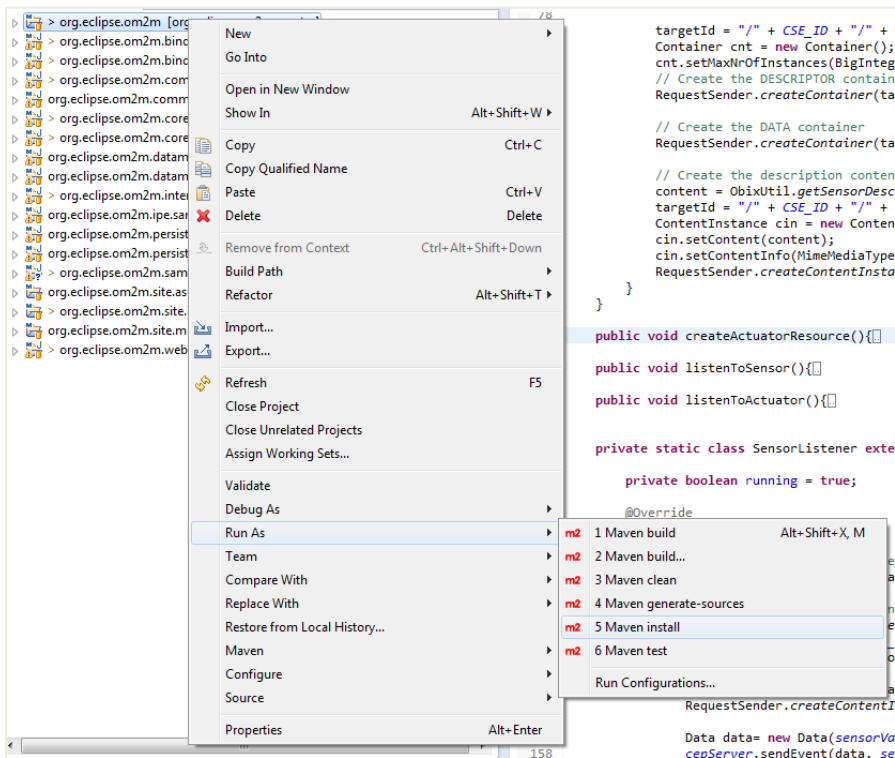 > org.eclipse.om2m [org
> org.eclipse.om2m.bind
> org.eclipse.om2m.bind
> org.eclipse.om2m.com
org.eclipse.om2m.comm
> org.eclipse.om2m.core
> org.eclipse.om2m.core
org.eclipse.om2m.datam
org.eclipse.om2m.datam
> org.eclipse.om2m.inter
org.eclipse.om2m.ipe.sar
org.eclipse.om2m.persist
org.eclipse.om2m.persist
> org.eclipse.om2m.sam
org.eclipse.om2m.site.as
> org.eclipse.om2m.site.
org.eclipse.om2m.site.m
> org.eclipse.om2m.web
New
Go Into
Open in New Window
Show In Alt+Shift+W
Copy Ctrl+C
Copy Qualified Name
Paste Ctrl+V
Delete Delete
Remove from Context Ctrl+Alt+Shift+Down
Build Path
Refactor Alt+Shift+T
Import...
Export...
Refresh F5
Close Project
Close Unrelated Projects
Assign Working Sets...
Validate
Debug As
Run As
Team
Compare With
Replace With
Restore from Local History...
Maven
Configure
Source
Properties Alt+Enter
m2 1 Maven build Alt+Shift+X, M
m2 2 Maven build...
m2 3 Maven clean
m2 4 Maven generate-sources
m2 5 Maven install
m2 6 Maven test
Run Configurations...
78
targetId = "/" + CSE_ID + "/" +
Container cnt = new Container();
cnt.setMaxNrOfInstances(BigInteg
// Create the DESCRIPTOR contain
RequestSender.createContainer(ta
// Create the DATA container
RequestSender.createContainer(ta
// Create the description conten
content = ObixUtil.getSensorDesc
targetId = "/" + CSE_ID + "/" +
ContentInstance cin = new Conten
cin.setContent(content);
cin.setContentInfo(MimeMediaType
RequestSender.createContentInsta
}
}
public void createActuatorResource(){
public void listenToSensor(){
public void listenToActuator(){
private static class SensorListener exte
private boolean running = true;
@Override
RequestSender.createContentI
Data data= new Data(sensorVa
158
cepServer.sendEvent(data, se